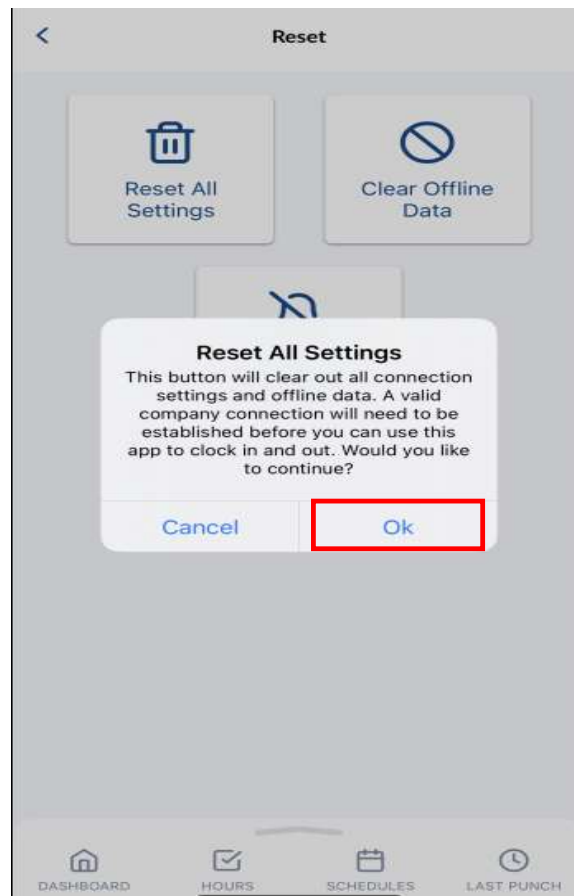 Reset
Reset All
Settings
Clear Offline
Data
Reset All Settings
This button will clear out all connection
settings and offline data. A valid
company connection will need to be
established before you can use this
app to clock in and out. Would you like
to continue?
Cancel
Ok
DASHBOARD
HOURS
SCHEDULES
LAST PUNCH